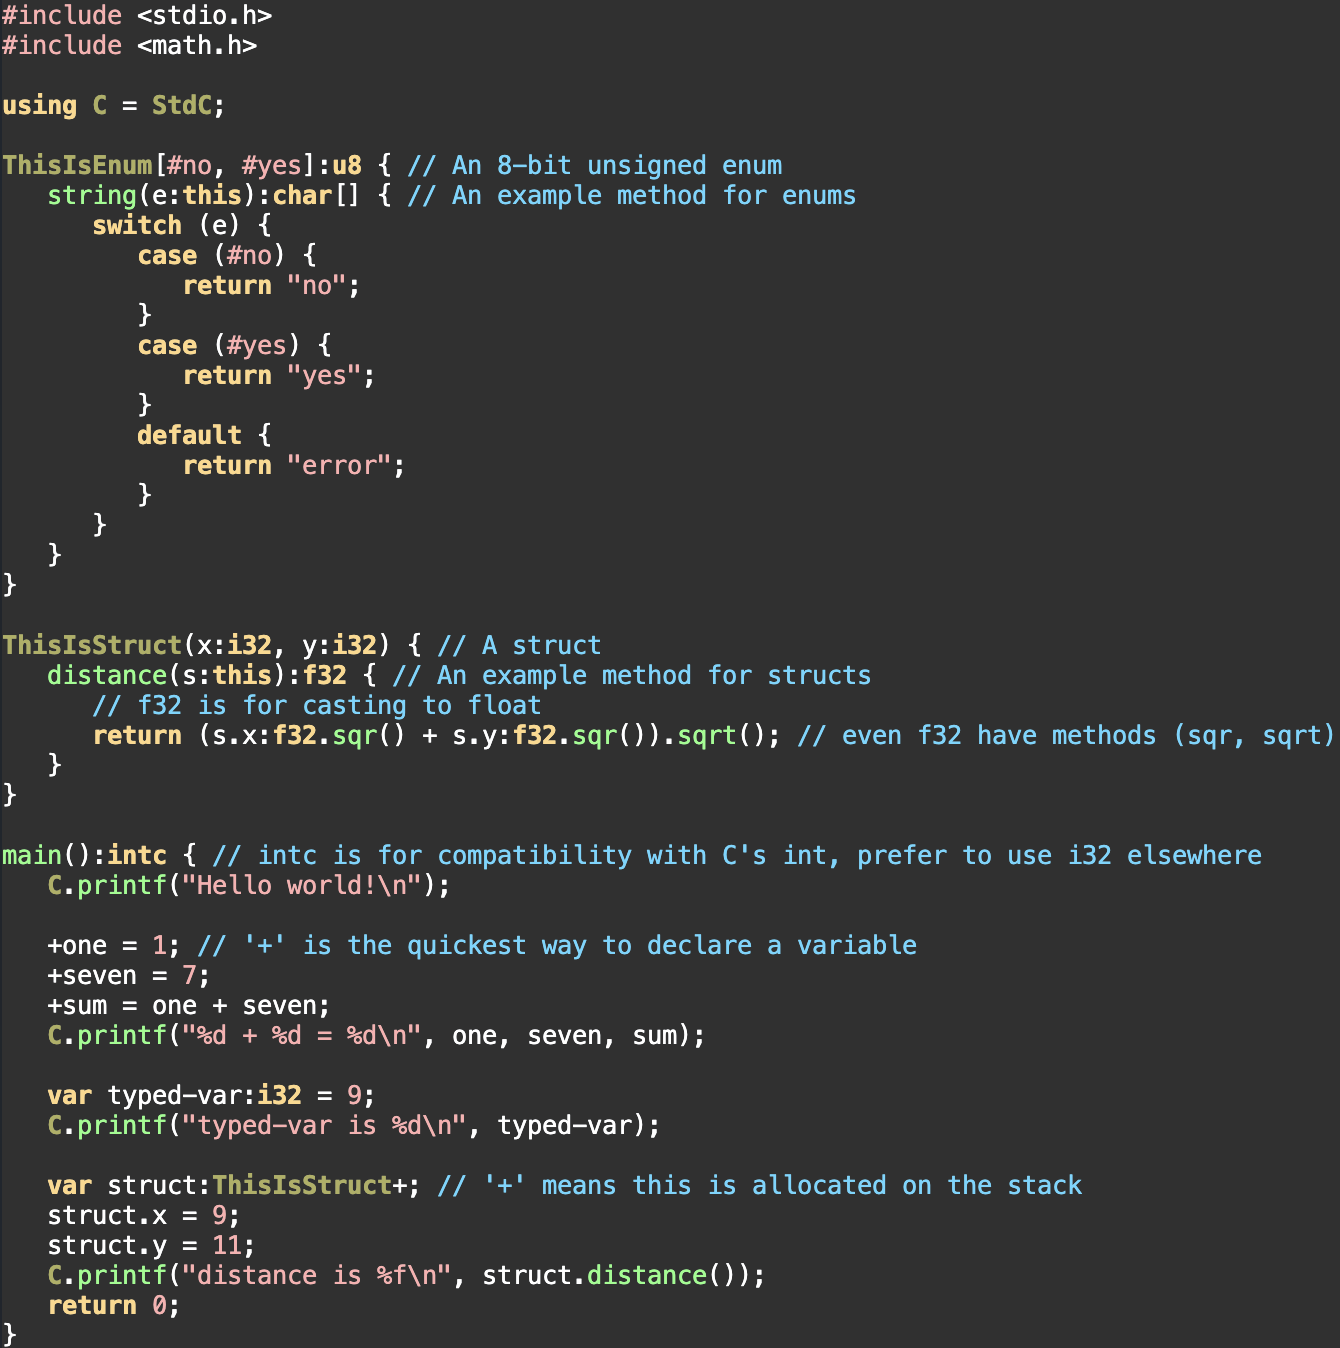 #include <stdio.h>
#include <math.h>

using C = StdC;

ThisIsEnum[#no, #yes]:u8 { // An 8-bit unsigned enum
   string(e:this):char[] { // An example method for enums
      switch (e) {
         case (#no) {
            return "no";
         }
         case (#yes) {
            return "yes";
         }
         default {
            return "error";
         }
      }
   }
}

ThisIsStruct(x:i32, y:i32) { // A struct
   distance(s:this):f32 { // An example method for structs
      // f32 is for casting to float
      return (s.x:f32.sqr() + s.y:f32.sqr()).sqrt(); // even f32 have methods (sqr, sqrt)
   }
}

main():intc { // intc is for compatibility with C's int, prefer to use i32 elsewhere
   C.printf("Hello world!\n");

   +one = 1; // '+' is the quickest way to declare a variable
   +seven = 7;
   +sum = one + seven;
   C.printf("%d + %d = %d\n", one, seven, sum);

   var typed-var:i32 = 9;
   C.printf("typed-var is %d\n", typed-var);

   var struct:ThisIsStruct+; // '+' means this is allocated on the stack
   struct.x = 9;
   struct.y = 11;
   C.printf("distance is %f\n", struct.distance());
   return 0;
}